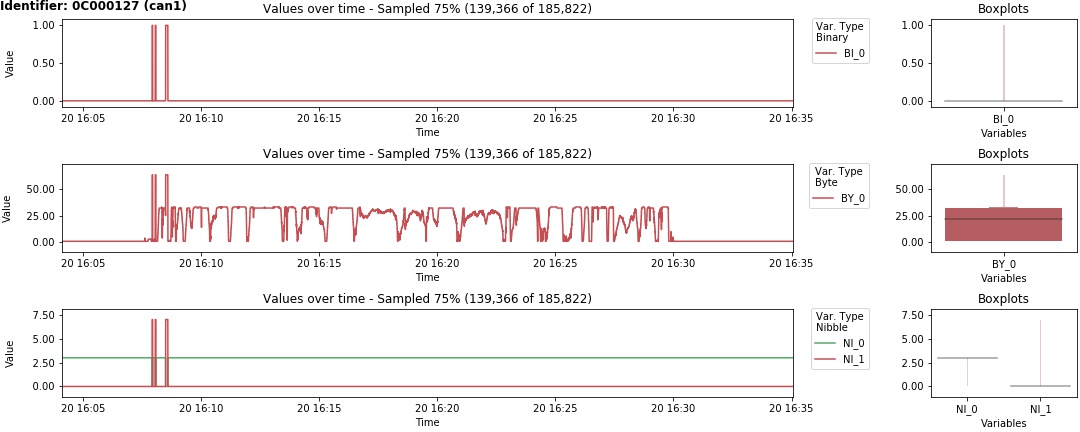 Identifier: 0C000127 (can1)
Values over time - Sampled 75% (139,366 of 185,822)
Boxplots
Value
1.00
0.50
0.00
20 16:05 20 16:10 20 16:15 20 16:20 20 16:25 20 16:30 20 16:35
Time
Var. Type
Binary
BI_0
1.00
0.50
0.00
BI_0
Variables
Values over time - Sampled 75% (139,366 of 185,822)
Boxplots
Value
50.00
25.00
0.00
20 16:05 20 16:10 20 16:15 20 16:20 20 16:25 20 16:30 20 16:35
Time
Var. Type
Byte
BY_0
50.00
25.00
0.00
BY_0
Variables
Values over time - Sampled 75% (139,366 of 185,822)
Boxplots
Value
7.50
5.00
2.50
0.00
20 16:05 20 16:10 20 16:15 20 16:20 20 16:25 20 16:30 20 16:35
Time
Var. Type
Nibble
NI_0
NI_1
7.50
5.00
2.50
0.00
NI_0 NI_1
Variables